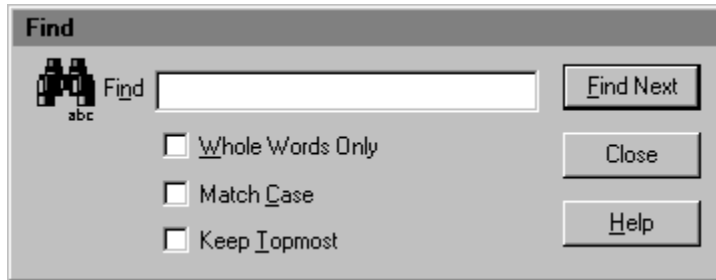 Find
Find
Find Next
abc
Whole Words Only
Close
Match Case
Help
Keep Topmost